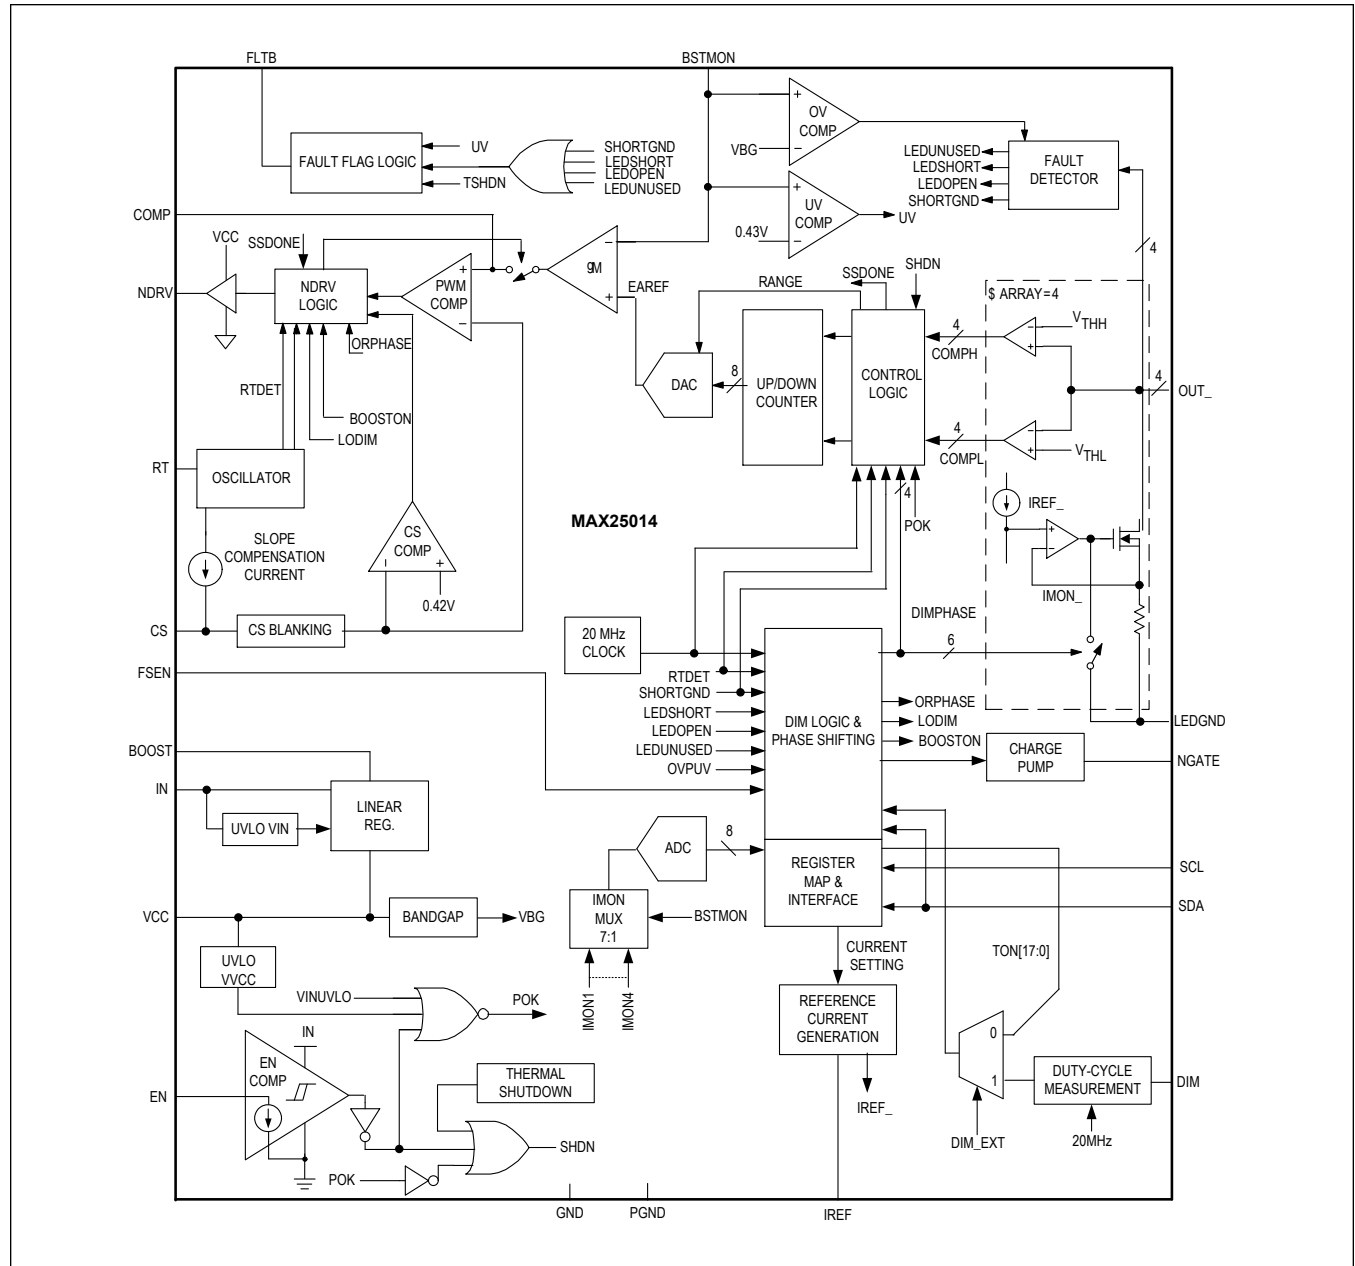 FLTB
BSTMON
OV
COMP
VBG
FAULT FLAG LOGIC
UV
TSHDN
SHORTGND
LEDSHORT
LEDOPEN
LEDUNUSED
LEDUNUSED
LEDSHORT
LEDOPEN
SHORTGND
FAULT
DETECTOR
UV
COMP
0.43V
UV
4
COMP
VCC
SSDONE
NDRV
NDRV
LOGIC
PWM
COMP
gM
EAREF
RANGE
SSDONE
SHDN
$ ARRAY=4
VTHH
4
COMPH
ORPHASE
RTDET
BOOSTON
LODIM
DAC
8
UP/DOWN
COUNTER
CONTROL
LOGIC
4
OUT_
4
COMPL
VTHL
RT
OSCILLATOR
4
POK
IREF_
MAX25014
SLOPE
COMPENSATION
CURRENT
CS
COMP
0.42V
IMON_
DIMPHASE
6
CS
CS BLANKING
20 MHz
CLOCK
FSEN
RTDET
SHORTGND
LEDSHORT
LEDOPEN
LEDUNUSED
OVPUV
DIM LOGIC &
PHASE SHIFTING
ORPHASE
LODIM
BOOSTON
LEDGND
CHARGE
PUMP
NGATE
BOOST
IN
LINEAR
REG.
UVLO VIN
ADC
8
REGISTER
MAP &
INTERFACE
SCL
SDA
VCC
BANDGAP
VBG
IMON
MUX
7:1
BSTMON
IMON1
IMON4
CURRENT
SETTING
TON[17:0]
UVLO
VVCC
VINUVLO
POK
REFERENCE
CURRENT
GENERATION
IREF_
IN
EN
COMP
EN
THERMAL
SHUTDOWN
SHDN
POK
0
1
DIM_EXT
DUTY-CYCLE
MEASUREMENT
DIM
20MHz
GND
PGND
IREF